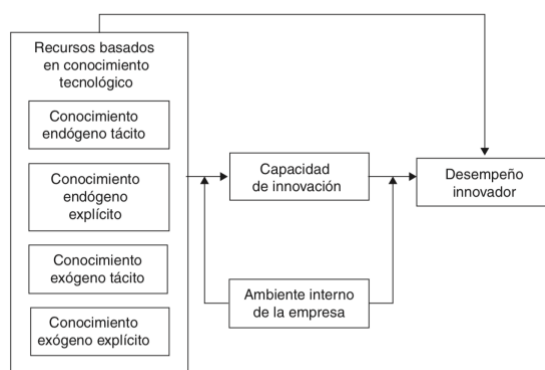 Recursos basados
en conocimiento
tecnológico
Conocimiento
endógeno tácito
Conocimiento
endógeno
explícito
Conocimiento
exógeno tácito
Conocimiento
exógeno explícito
Capacidad
de innovación
Ambiente interno
de la empresa
Desempeño
innovador